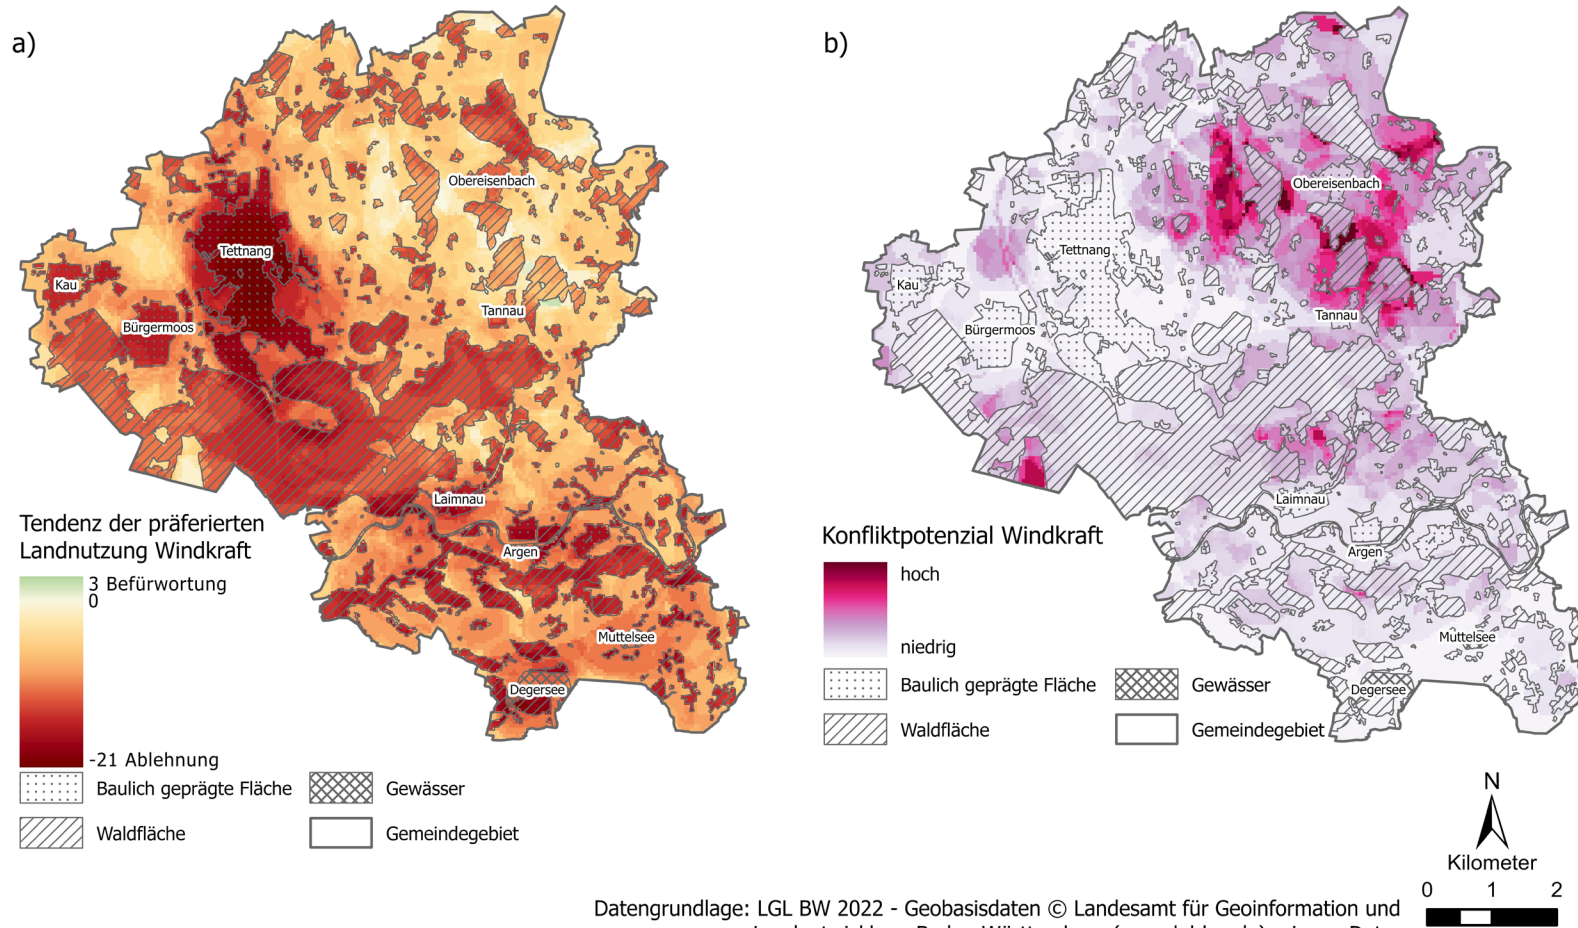 a)
Obereisenbach
Tettnang
Kau
Bürgermoos
Tannau
Laimnau
Argen
Muttelsee
Degersee
Tendenz der präferierten
Landnutzung Windkraft
3 Befürwortung
0
-21 Ablehnung
Baulich geprägte Fläche
Gewässer
Waldfläche
Gemeindegebiet
b)
Obereisenbach
Tettnang
Kau
Bürgermoos
Tannau
Laimnau
Argen
Muttelsee
Degersee
Konfliktpotenzial Windkraft
hoch
niedrig
Baulich geprägte Fläche
Gewässer
Waldfläche
Gemeindegebiet
N
Kilometer
0 1 2
Datengrundlage: LGL BW 2022 - Geobasisdaten © Landesamt für Geoinformation und